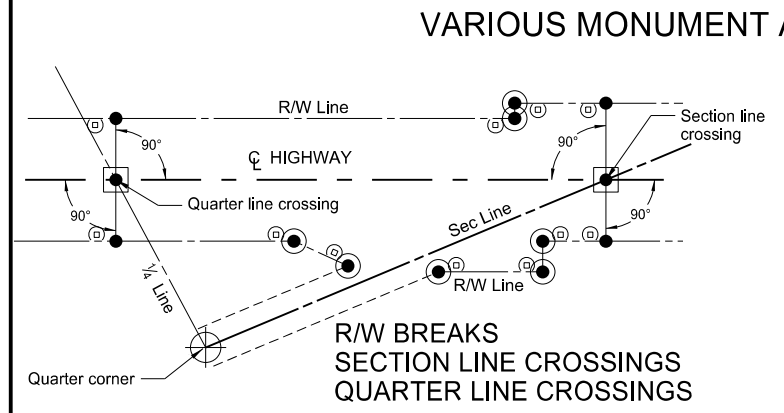 VARIOUS MONUMENT A
R/W Line
Section line
crossing
90°
90°
℄ HIGHWAY
Quarter line crossing
90°
90°
Sec Line
¼ Line
R/W Line
R/W BREAKS
SECTION LINE CROSSINGS
QUARTER LINE CROSSINGS
Quarter corner